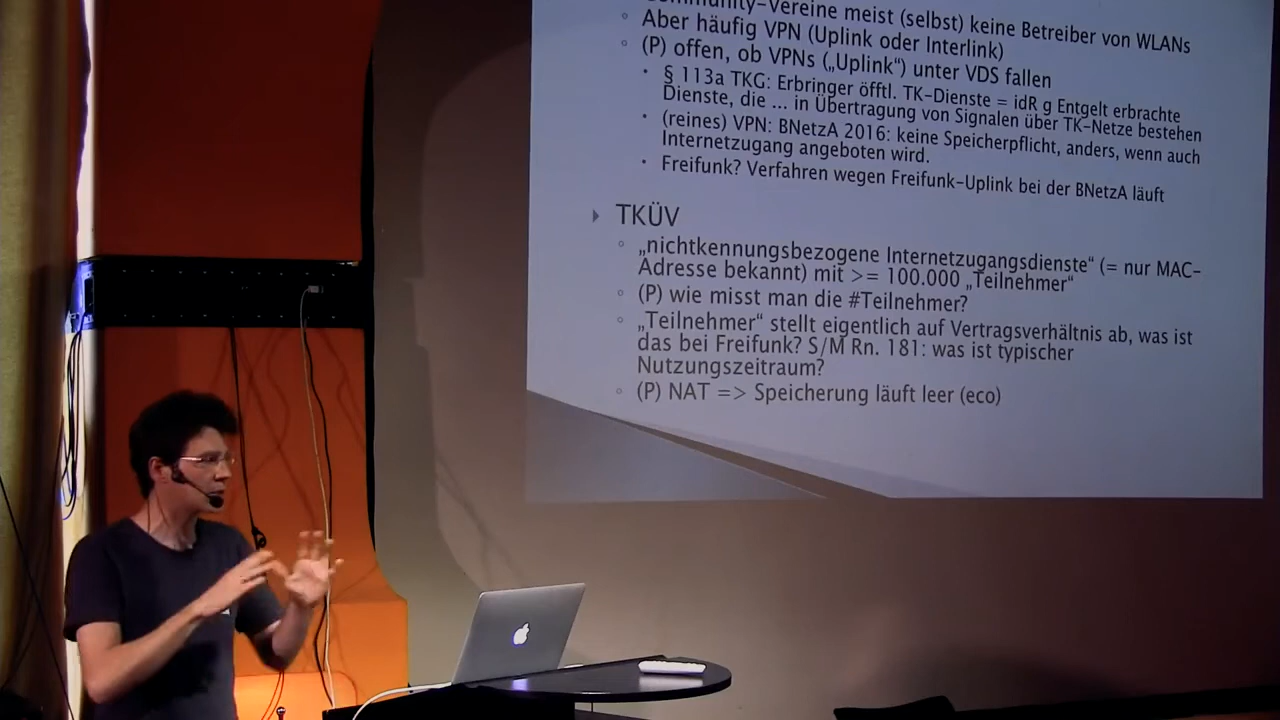 Community-Vereine meist (selbst) keine Betreiber von WLANs
Aber häufig VPN (Uplink oder Interlink)
(P) offen, ob VPNs („Uplink“) unter VDS fallen
§ 113a TKG: Erbringer öfftl. TK-Dienste = idR g Entgelt erbrachte
Dienste, die ... in Übertragung von Signalen über TK-Netze bestehen
(reines) VPN: BNetzA 2016: keine Speicherpflicht, anders, wenn auch
Internetzugang angeboten wird.
Freifunk? Verfahren wegen Freifunk-Uplink bei der BNetzA läuft
TKÜV
„nichtkennungsbezogene Internetzugangsdienste“ (= nur MAC-
Adresse bekannt) mit >= 100.000 „Teilnehmer“
(P) wie misst man die #Teilnehmer?
„Teilnehmer“ stellt eigentlich auf Vertragsverhältnis ab, was ist
das bei Freifunk? S/M Rn. 181: was ist typischer
Nutzungszeitraum?
(P) NAT => Speicherung läuft leer (eco)